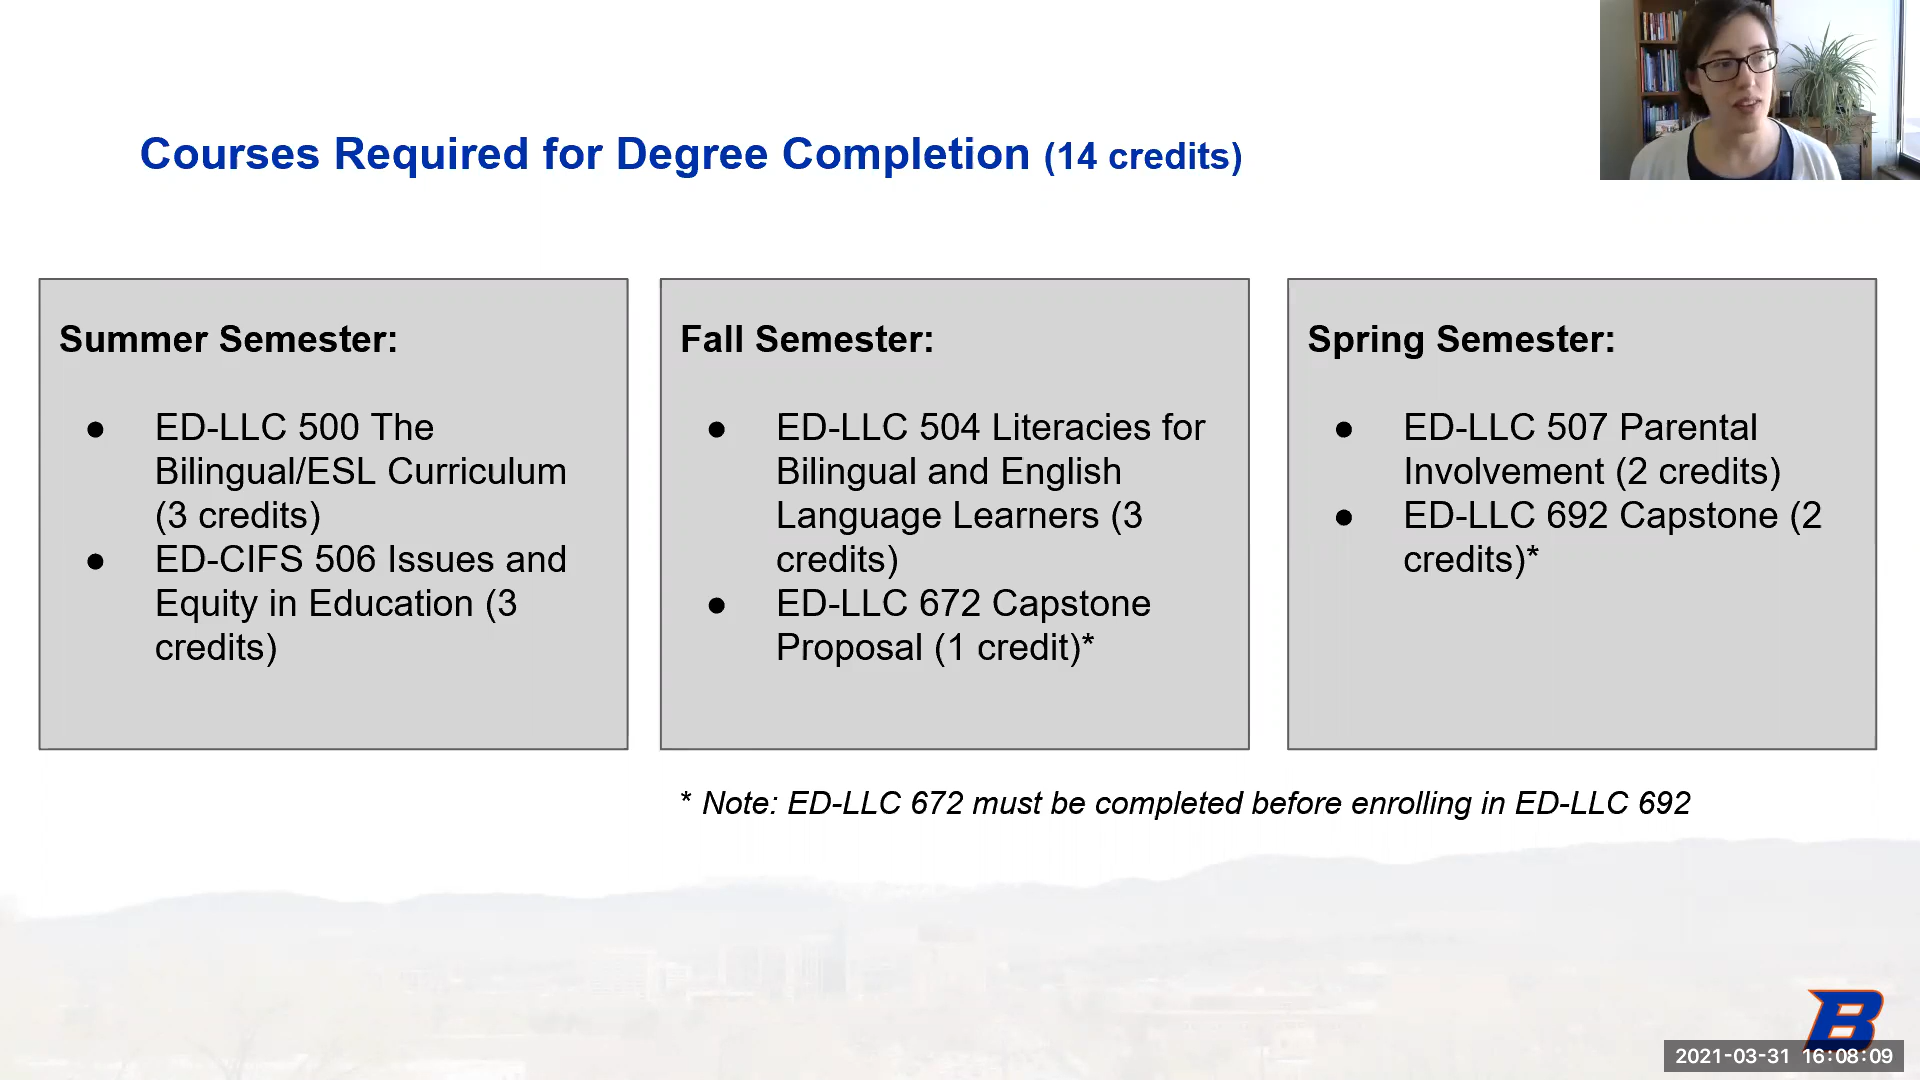 Courses Required for Degree Completion (14 credits)
Summer Semester:
● ED-LLC 500 The
Bilingual/ESL Curriculum
(3 credits)
● ED-CIFS 506 Issues and
Equity in Education (3
credits)
Fall Semester:
● ED-LLC 504 Literacies for
Bilingual and English
Language Learners (3
credits)
● ED-LLC 672 Capstone
Proposal (1 credit)*
Spring Semester:
● ED-LLC 507 Parental
Involvement (2 credits)
● ED-LLC 692 Capstone (2
credits)*
* Note: ED-LLC 672 must be completed before enrolling in ED-LLC 692
B
2021-03-31 16:08:09